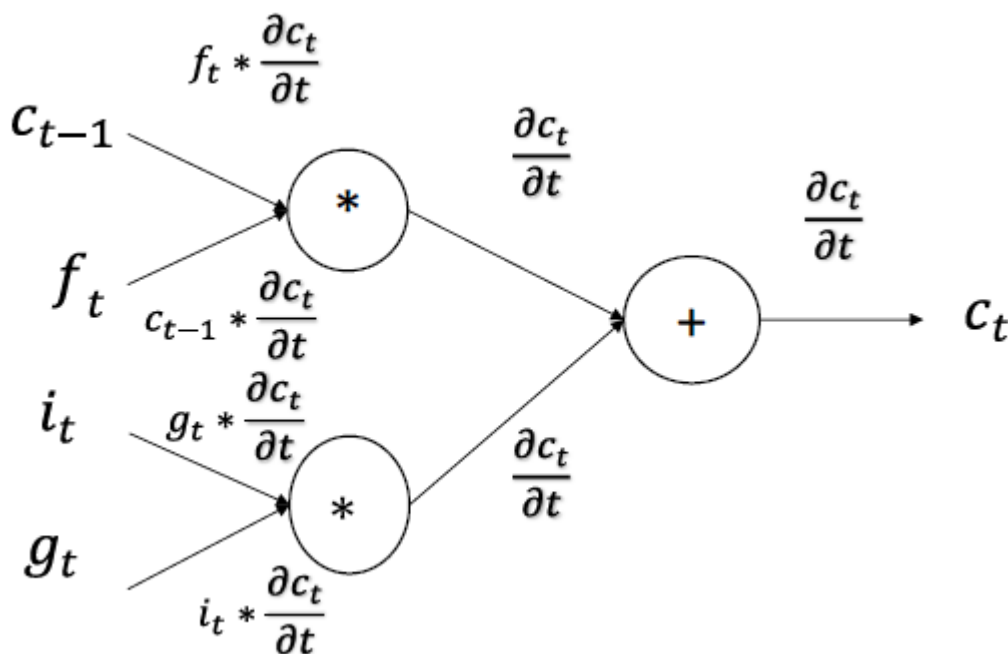 f_t * ∂c_t/∂t
c_{t−1}
*
∂c_t/∂t
∂c_t/∂t
f_t
c_{t−1} * ∂c_t/∂t
+
c_t
i_t
g_t * ∂c_t/∂t
*
∂c_t/∂t
g_t
i_t * ∂c_t/∂t